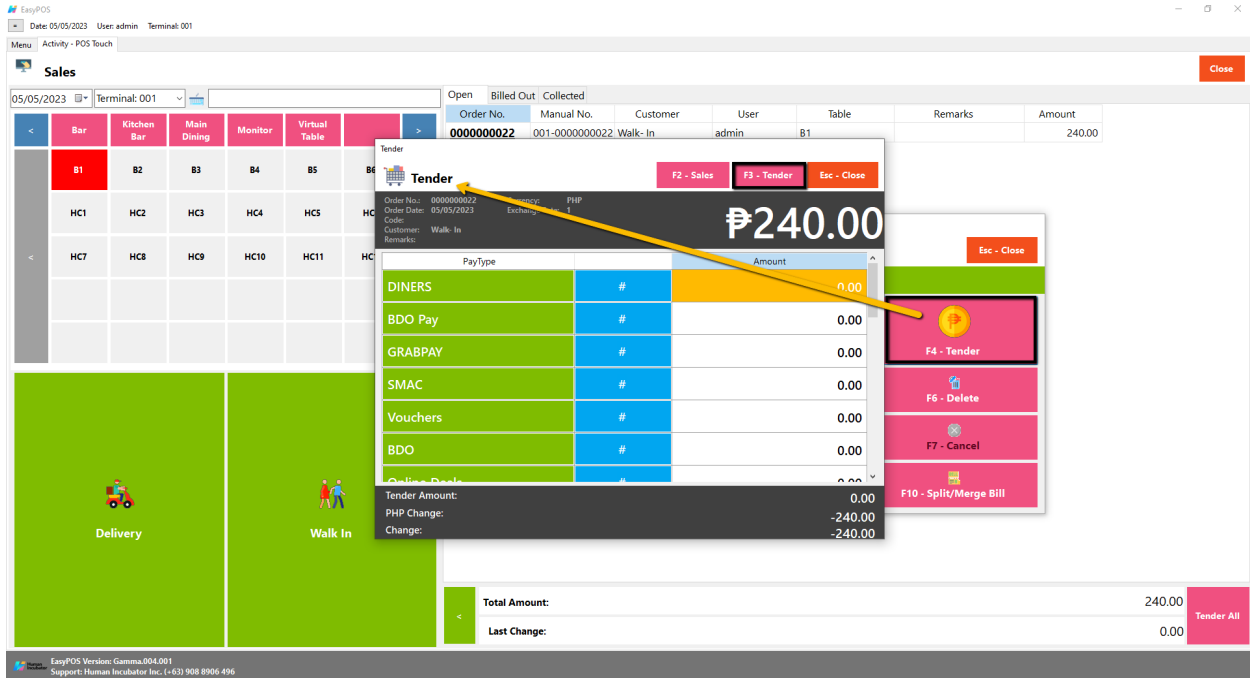 EasyPOS
Date: 05/05/2023 User: admin Terminal: 001
Menu Activity - POS Touch
Sales
Close
05/05/2023 Terminal: 001
Open Billed Out Collected
Order No. Manual No. Customer User Table Remarks Amount
0000000022 001-0000000022 Walk- In admin B1 240.00
< Bar Kitchen Bar Main Dining Monitor Virtual Table >
B1 B2 B3 B4 B5
HC1 HC2 HC3 HC4 HC5
< HC7 HC8 HC9 HC10 HC11
Delivery
Walk In
Tender
Tender
F2 - Sales F3 - Tender Esc - Close
Order No.: 0000000022 PHP
Order Date: 05/05/2023 1
Code:
Customer: Walk- In
Remarks:
₱240.00
PayType Amount
DINERS # 0.00
BDO Pay # 0.00
GRABPAY # 0.00
SMAC # 0.00
Vouchers # 0.00
BDO # 0.00
Tender Amount: 0.00
PHP Change: -240.00
Change: -240.00
Esc - Close
F4 - Tender
F6 - Delete
F7 - Cancel
F10 - Split/Merge Bill
< Total Amount: 240.00
Last Change: 0.00
Tender All
Human Incubator
EasyPOS Version: Gamma.004.001
Support: Human Incubator Inc. (+63) 908 8906 496